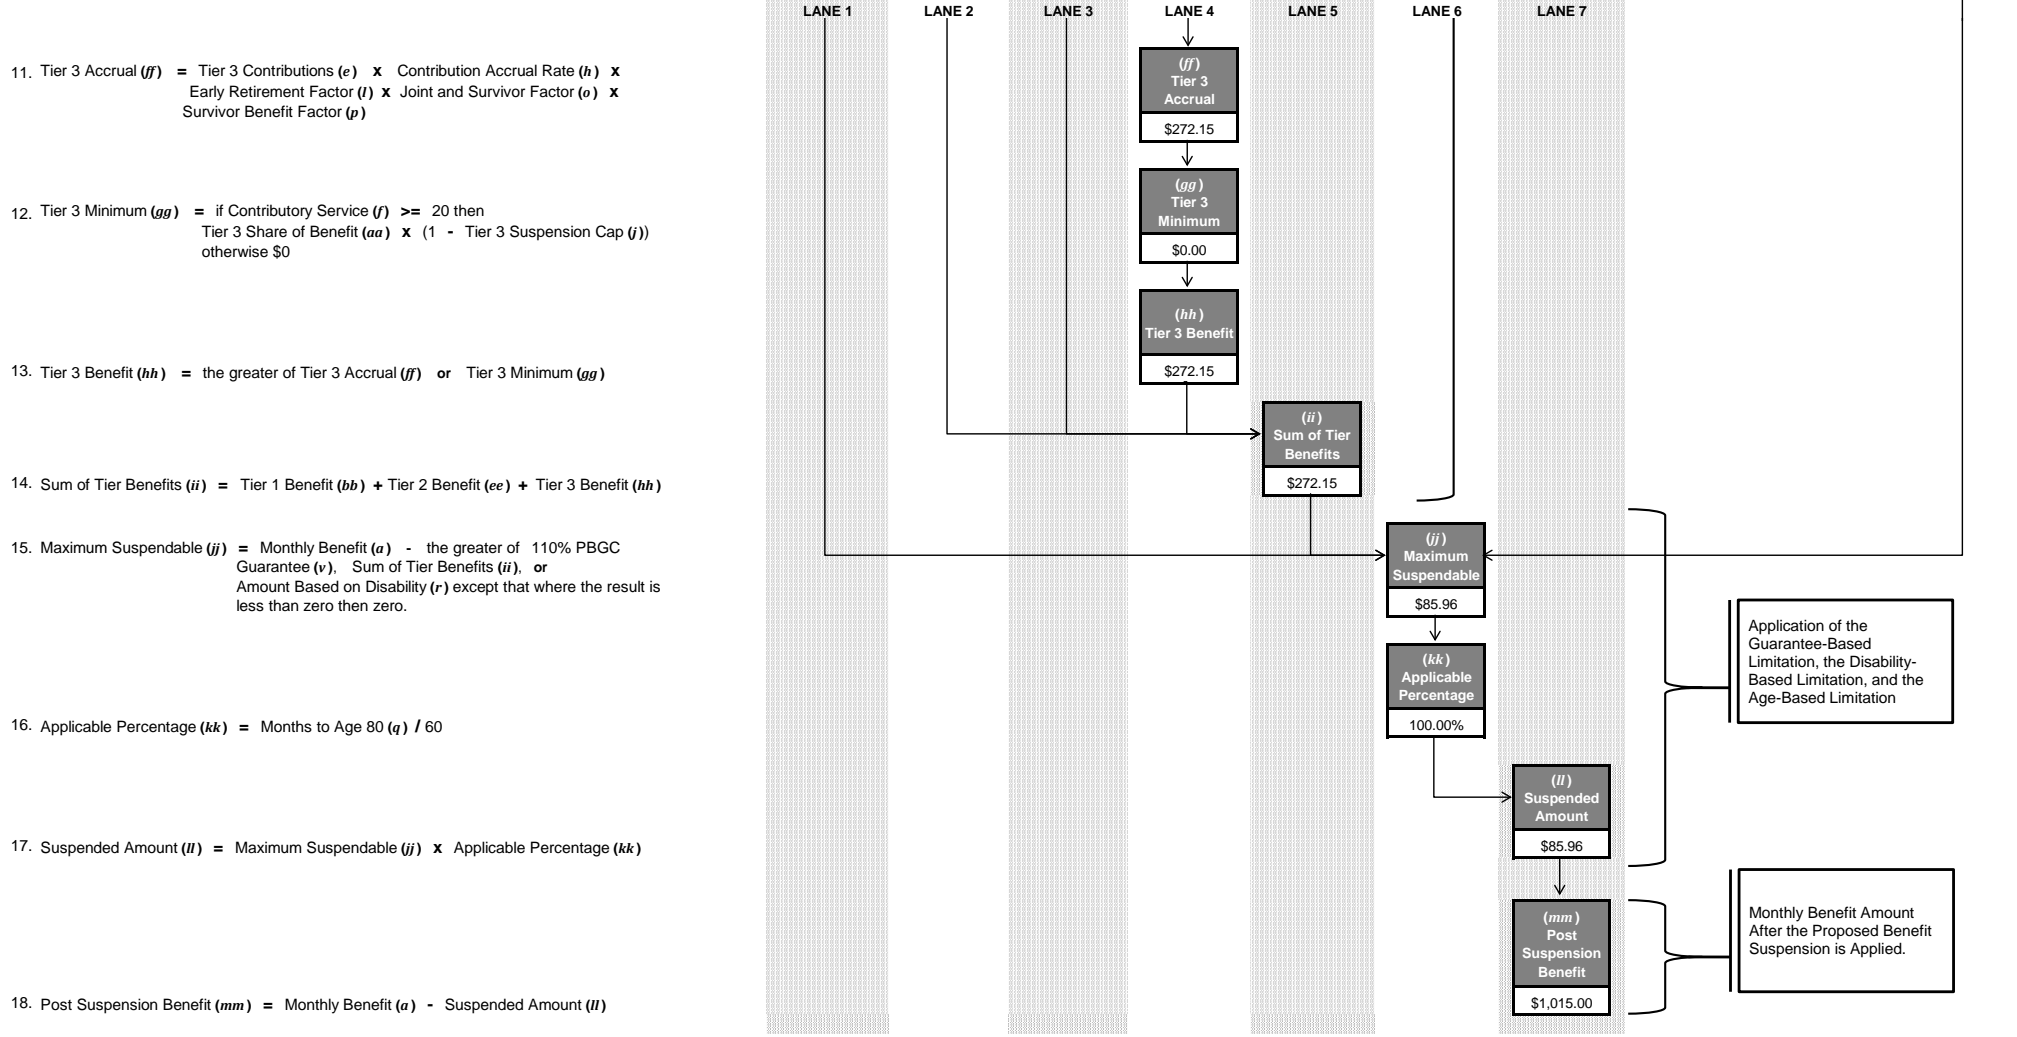 LANE 1 LANE 2 LANE 3 LANE 4 LANE 5 LANE 6 LANE 7
11. Tier 3 Accrual (ff) = Tier 3 Contributions (e) x Contribution Accrual Rate (h) x
Early Retirement Factor (l) x Joint and Survivor Factor (o) x
Survivor Benefit Factor (p)
(ff)
Tier 3
Accrual
$272.15
12. Tier 3 Minimum (gg) = if Contributory Service (f) >= 20 then
Tier 3 Share of Benefit (aa) x (1 - Tier 3 Suspension Cap (j))
otherwise $0
(gg)
Tier 3
Minimum
$0.00
(hh)
Tier 3 Benefit
$272.15
13. Tier 3 Benefit (hh) = the greater of Tier 3 Accrual (ff) or Tier 3 Minimum (gg)
(ii)
Sum of Tier
Benefits
$272.15
14. Sum of Tier Benefits (ii) = Tier 1 Benefit (bb) + Tier 2 Benefit (ee) + Tier 3 Benefit (hh)
15. Maximum Suspendable (jj) = Monthly Benefit (a) - the greater of 110% PBGC
Guarantee (v), Sum of Tier Benefits (ii), or
Amount Based on Disability (r) except that where the result is
less than zero then zero.
(jj)
Maximum
Suspendable
$85.96
Application of the
Guarantee-Based
Limitation, the Disability-
Based Limitation, and the
Age-Based Limitation
(kk)
Applicable
Percentage
100.00%
16. Applicable Percentage (kk) = Months to Age 80 (q) / 60
(ll)
Suspended
Amount
$85.96
17. Suspended Amount (ll) = Maximum Suspendable (jj) x Applicable Percentage (kk)
(mm)
Post
Suspension
Benefit
$1,015.00
Monthly Benefit Amount
After the Proposed Benefit
Suspension is Applied.
18. Post Suspension Benefit (mm) = Monthly Benefit (a) - Suspended Amount (ll)